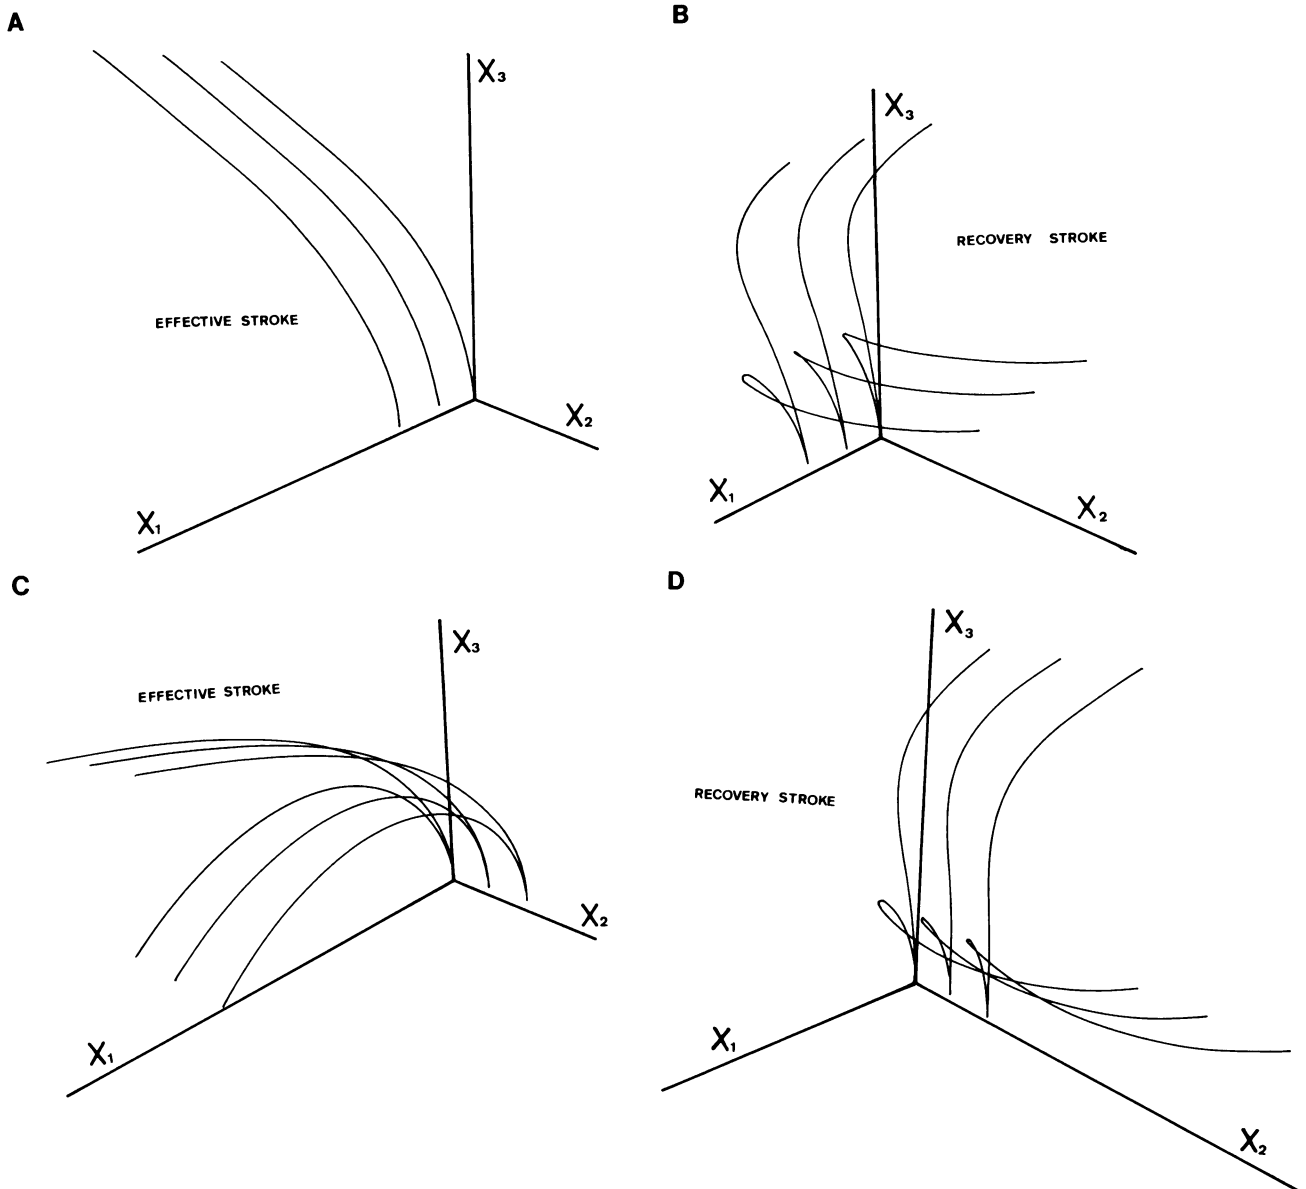 A
X₃
EFFECTIVE STROKE
X₂
X₁
B
X₃
RECOVERY STROKE
X₁
X₂
C
X₃
EFFECTIVE STROKE
X₂
X₁
D
X₃
RECOVERY STROKE
X₁
X₂